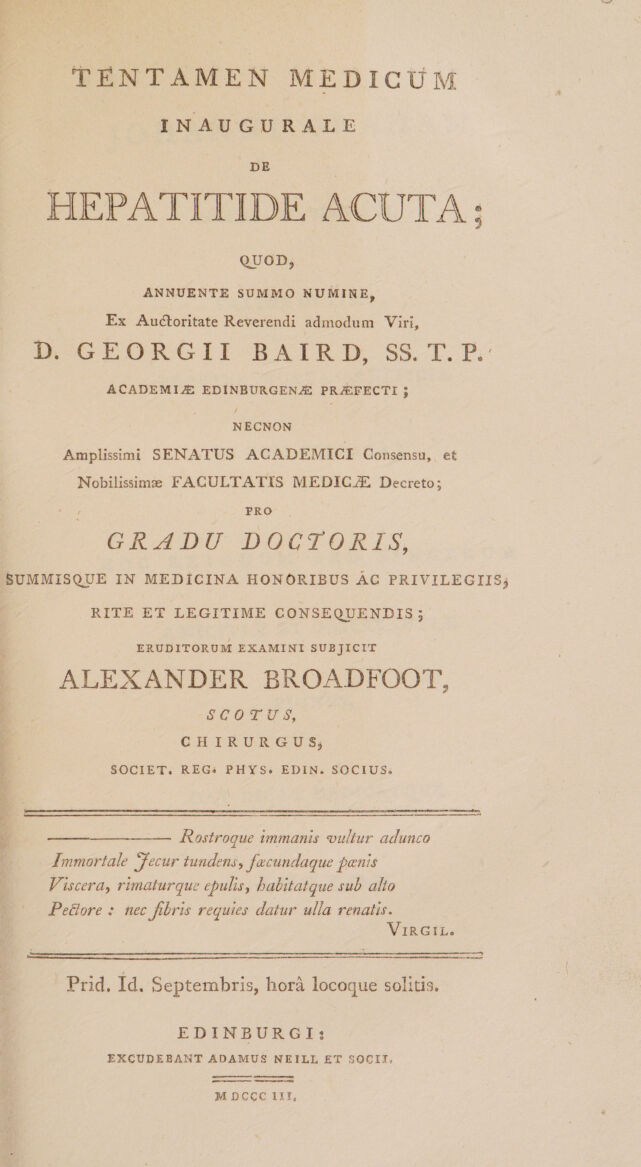 TENTAMEN MEDICUM
INAUGURALE
DE
HEPATITIDE ACUTA;
QUOD,
ANNUENTE SUMMO NUMINE,
Ex Auctoritate Reverendi admodum Viri,
D. GEORGII BAIRD, SS. T. P.
ACADEMIÆ EDINBURGENÆ PRÆFECTI;
NECNON
Amplissimi SENATUS ACADEMICI Consensu, et
Nobilissimæ FACULTATIS MEDICÆ Decreto;
PRO
GRADU DOCTORIS,
SUMMISQUE IN MEDICINA HONORIBUS AC PRIVILEGIIS,
RITE ET LEGITIME CONSEQUENDIS;
ERUDITORUM EXAMINI SUBJICIT
ALEXANDER BROADFOOT,
SCOTUS,
CHIRURGUS,
SOCIET. REG. PHYS. EDIN. SOCIUS.
——————— Rostroque immanis vultur adunco
Immortale Jecur tundens, fæcundaque pœnis
Viscera, rimaturque epulis, habitatque sub alto
Pectore : nec fibris requies datur ulla renatis.
VIRGIL.
Prid. Id. Septembris, horâ locoque solitis.
EDINBURGI:
EXCUDEBANT ADAMUS NEILL ET SOCII.
MDCCCIII.